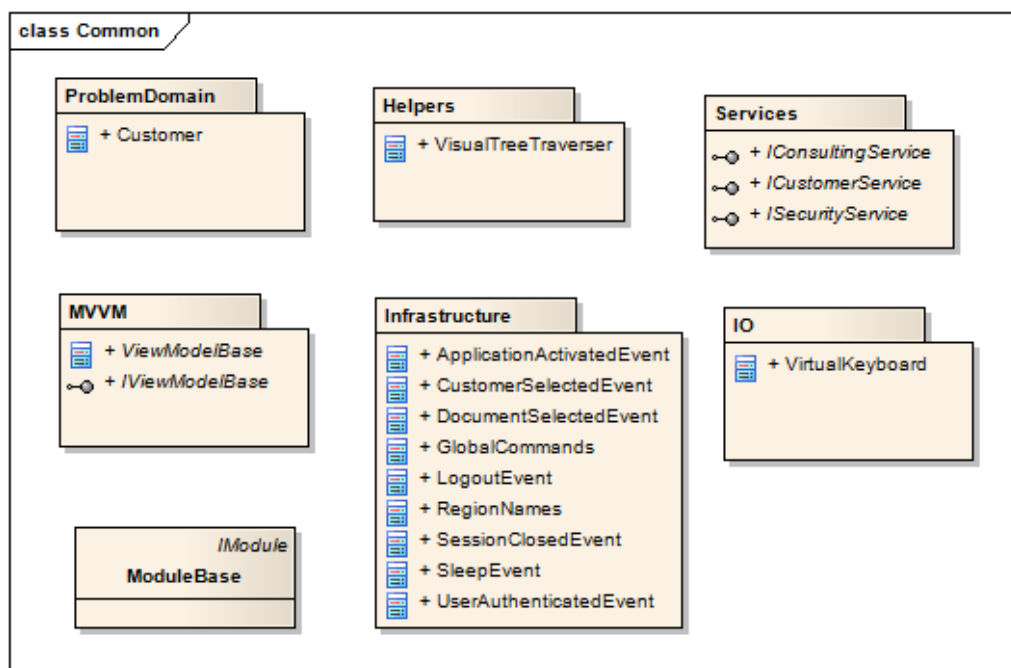 class Common
ProblemDomain
+ Customer
Helpers
+ VisualTreeTraverser
Services
+ IConsultingService
+ ICustomerService
+ ISecurityService
MVVM
+ ViewModelBase
+ IViewModelBase
Infrastructure
+ ApplicationActivatedEvent
+ CustomerSelectedEvent
+ DocumentSelectedEvent
+ GlobalCommands
+ LogoutEvent
+ RegionNames
+ SessionClosedEvent
+ SleepEvent
+ UserAuthenticatedEvent
IO
+ VirtualKeyboard
IModule
ModuleBase